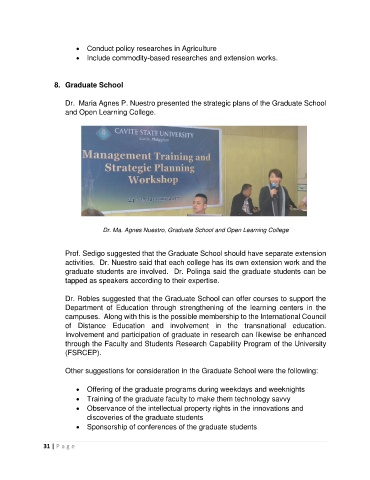 • Conduct policy researches in Agriculture
• Include commodity-based researches and extension works.
8. Graduate School
Dr. Maria Agnes P. Nuestro presented the strategic plans of the Graduate School
and Open Learning College.
CAVITE STATE UNIVERSITY
Management Training and
Strategic Planning
Workshop
Dr. Ma. Agnes Nuestro, Graduate School and Open Learning College
Prof. Sedigo suggested that the Graduate School should have separate extension
activities. Dr. Nuestro said that each college has its own extension work and the
graduate students are involved. Dr. Polinga said the graduate students can be
tapped as speakers according to their expertise.
Dr. Robles suggested that the Graduate School can offer courses to support the
Department of Education through strengthening of the learning centers in the
campuses. Along with this is the possible membership to the International Council
of Distance Education and involvement in the transnational education.
Involvement and participation of graduate in research can likewise be enhanced
through the Faculty and Students Research Capability Program of the University
(FSRCEP).
Other suggestions for consideration in the Graduate School were the following:
• Offering of the graduate programs during weekdays and weeknights
• Training of the graduate faculty to make them technology savvy
• Observance of the intellectual property rights in the innovations and
discoveries of the graduate students
• Sponsorship of conferences of the graduate students
31 | P a g e